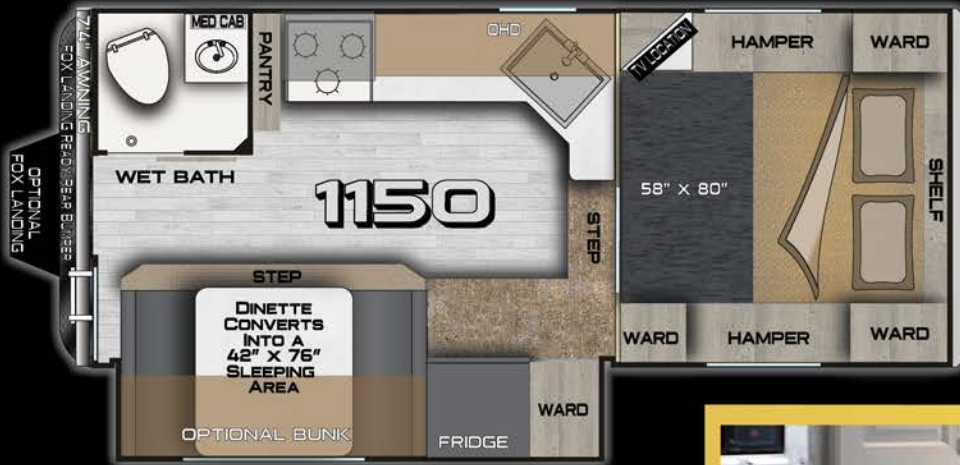 7'4" AWNING
FOX LANDING READY REAR BUMPER
OPTIONAL
FOX LANDING
MED CAB
PANTRY
WET BATH
OHD
TV LOCATION
HAMPER
WARD
1150
58" X 80"
SHELF
STEP
STEP
DINETTE
CONVERTS
INTO A
42" X 76"
SLEEPING
AREA
OPTIONAL BUNK
FRIDGE
WARD
WARD
HAMPER
WARD